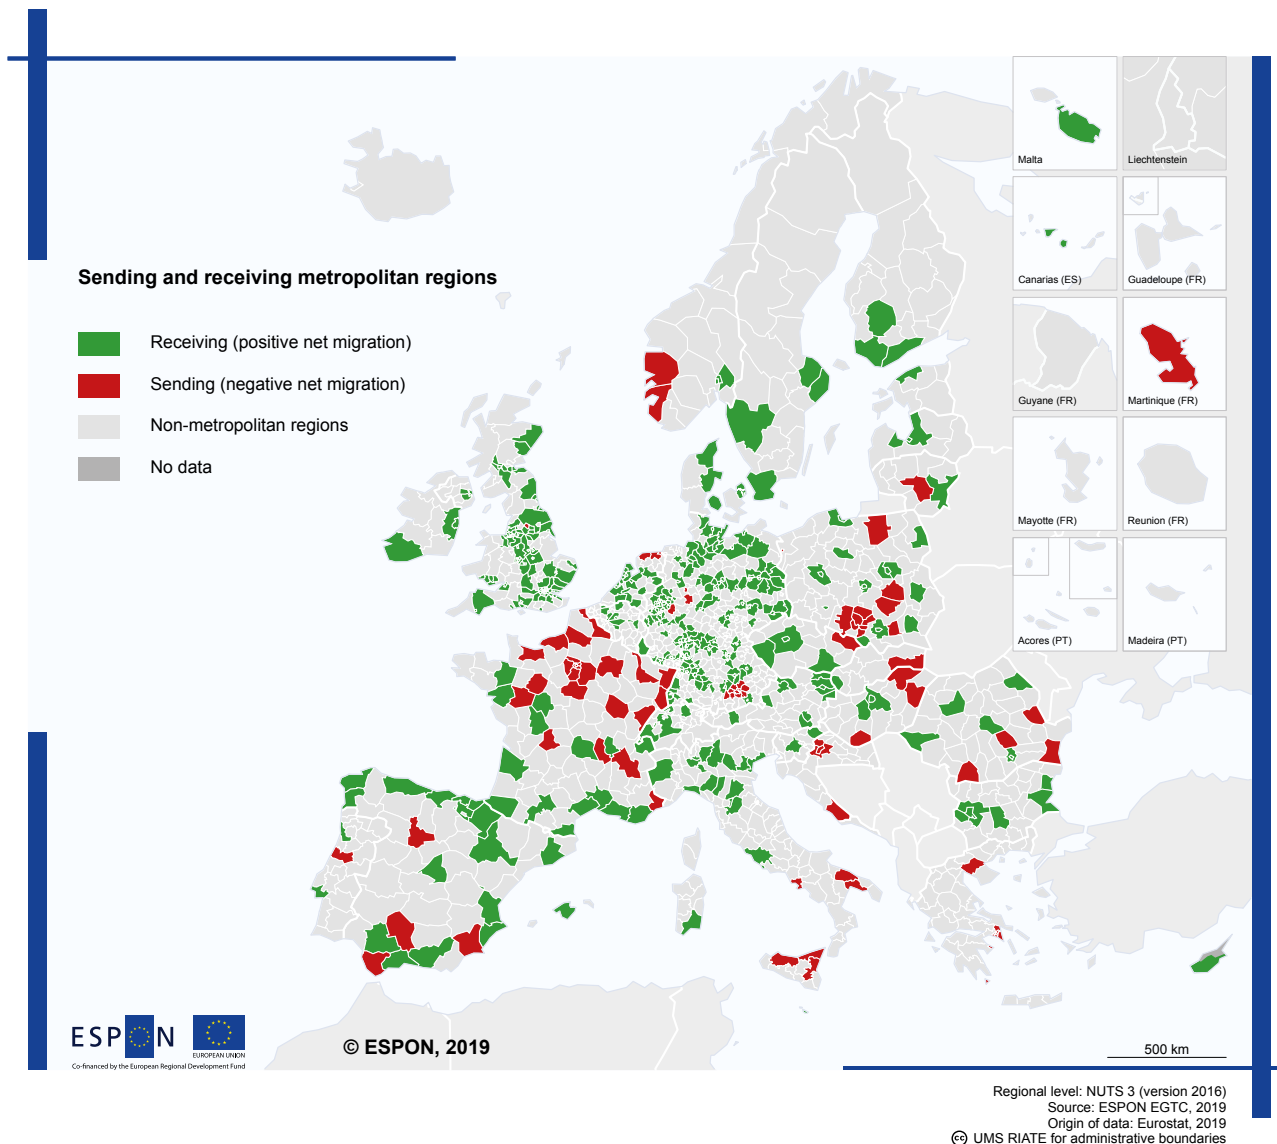 Sending and receiving metropolitan regions
Receiving (positive net migration)
Sending (negative net migration)
Non-metropolitan regions
No data
Malta
Liechtenstein
Canarias (ES)
Guadeloupe (FR)
Guyane (FR)
Martinique (FR)
Mayotte (FR)
Reunion (FR)
Acores (PT)
Madeira (PT)
ESPON
EUROPEAN UNION
Co-financed by the European Regional Development Fund
© ESPON, 2019
500 km
Regional level: NUTS 3 (version 2016)
Source: ESPON EGTC, 2019
Origin of data: Eurostat, 2019
cc UMS RIATE for administrative boundaries